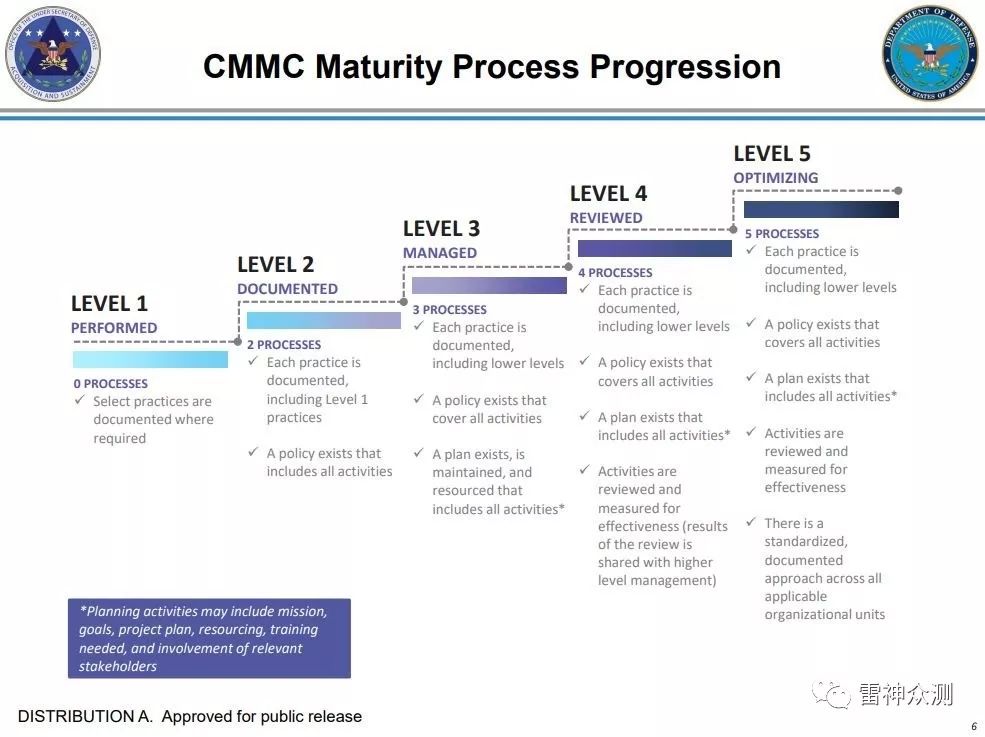 OFFICE OF THE UNDER SECRETARY OF DEFENSE
ACQUISITION AND SUSTAINMENT
CMMC Maturity Process Progression
DEPARTMENT OF DEFENSE
UNITED STATES OF AMERICA
LEVEL 1
PERFORMED
0 PROCESSES
✓ Select practices are
documented where
required
LEVEL 2
DOCUMENTED
2 PROCESSES
✓ Each practice is
documented,
including Level 1
practices
✓ A policy exists that
includes all activities
LEVEL 3
MANAGED
3 PROCESSES
✓ Each practice is
documented,
including lower levels
✓ A policy exists that
cover all activities
✓ A plan exists, is
maintained, and
resourced that
includes all activities*
LEVEL 4
REVIEWED
4 PROCESSES
✓ Each practice is
documented,
including lower levels
✓ A policy exists that
covers all activities
✓ A plan exists that
includes all activities*
✓ Activities are
reviewed and
measured for
effectiveness (results
of the review is
shared with higher
level management)
LEVEL 5
OPTIMIZING
5 PROCESSES
✓ Each practice is
documented,
including lower levels
✓ A policy exists that
covers all activities
✓ A plan exists that
includes all activities*
✓ Activities are
reviewed and
measured for
effectiveness
✓ There is a
standardized,
documented
approach across all
applicable
organizational units
*Planning activities may include mission,
goals, project plan, resourcing, training
needed, and involvement of relevant
stakeholders
雷神众测
DISTRIBUTION A. Approved for public release
6